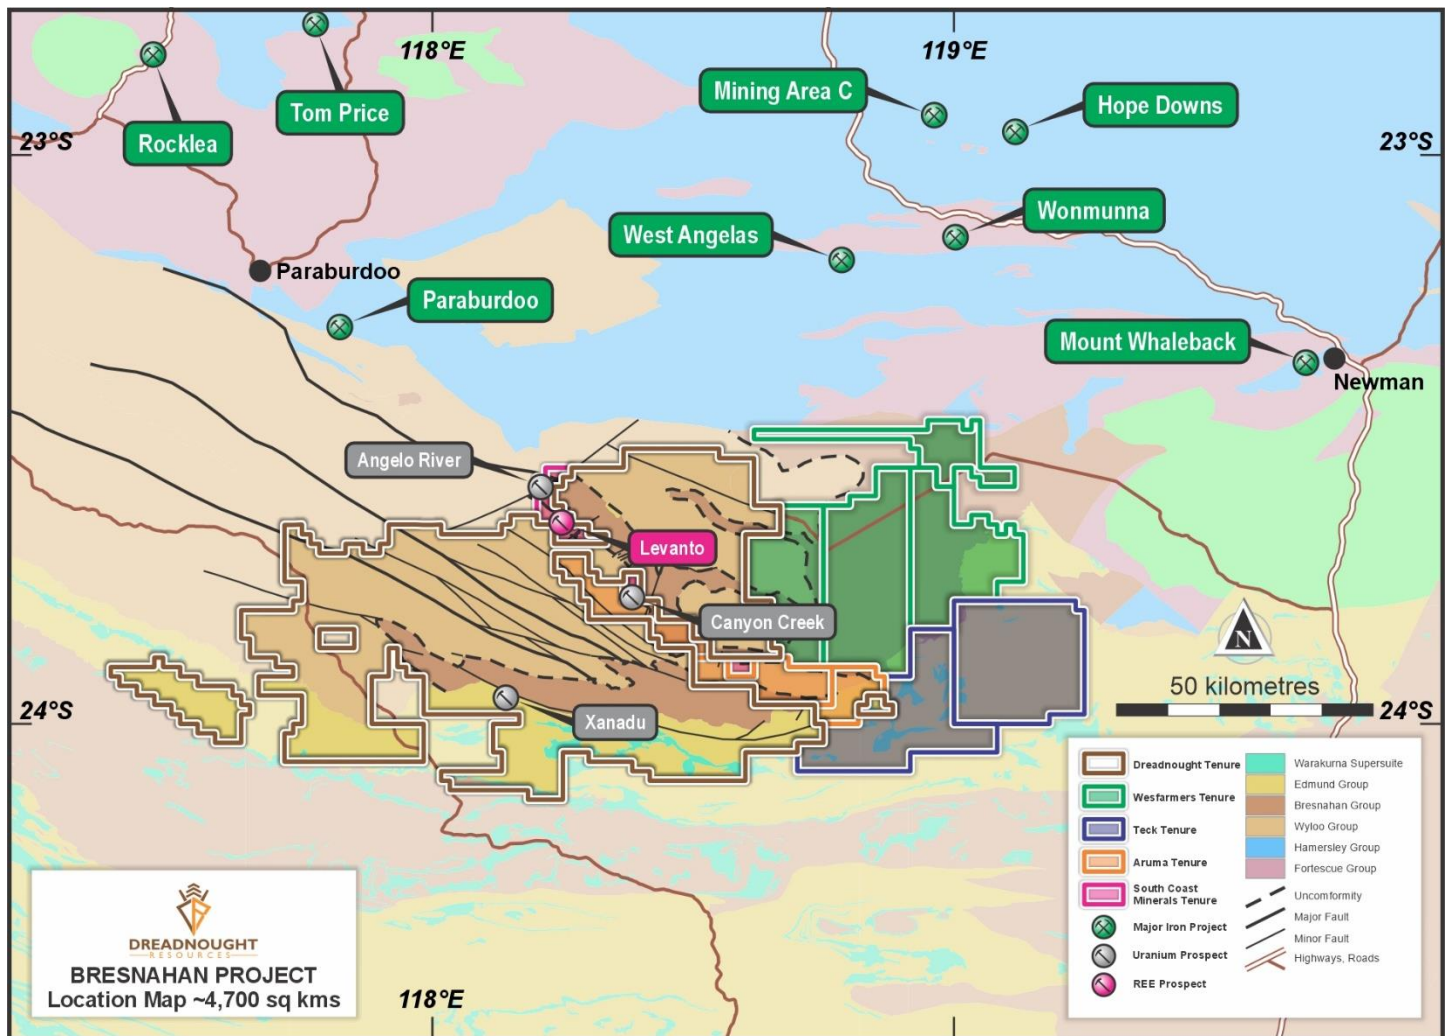 118°E
119°E
Rocklea
Tom Price
Mining Area C
Hope Downs
23°S
23°S
West Angelas
Wonmunna
Paraburdoo
Paraburdoo
Mount Whaleback
Newman
Angelo River
Levanto
Canyon Creek
Xanadu
N
50 kilometres
24°S
24°S
Dreadnought Tenure
Wesfarmers Tenure
Teck Tenure
Aruma Tenure
South Coast
Minerals Tenure
Major Iron Project
Uranium Prospect
REE Prospect
Warakurna Supersuite
Edmund Group
Bresnahan Group
Wyloo Group
Hamersley Group
Fortescue Group
Uncomformity
Major Fault
Minor Fault
Highways, Roads
DREADNOUGHT
RESOURCES
BRESNAHAN PROJECT
Location Map ~4,700 sq kms
118°E